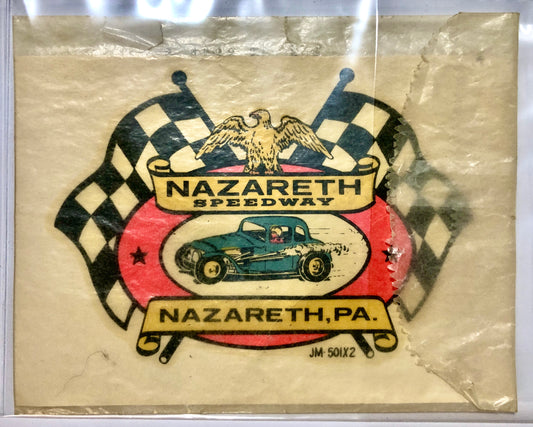 NAZARETH
SPEEDWAY
NAZARETH, PA.
JM-501X2